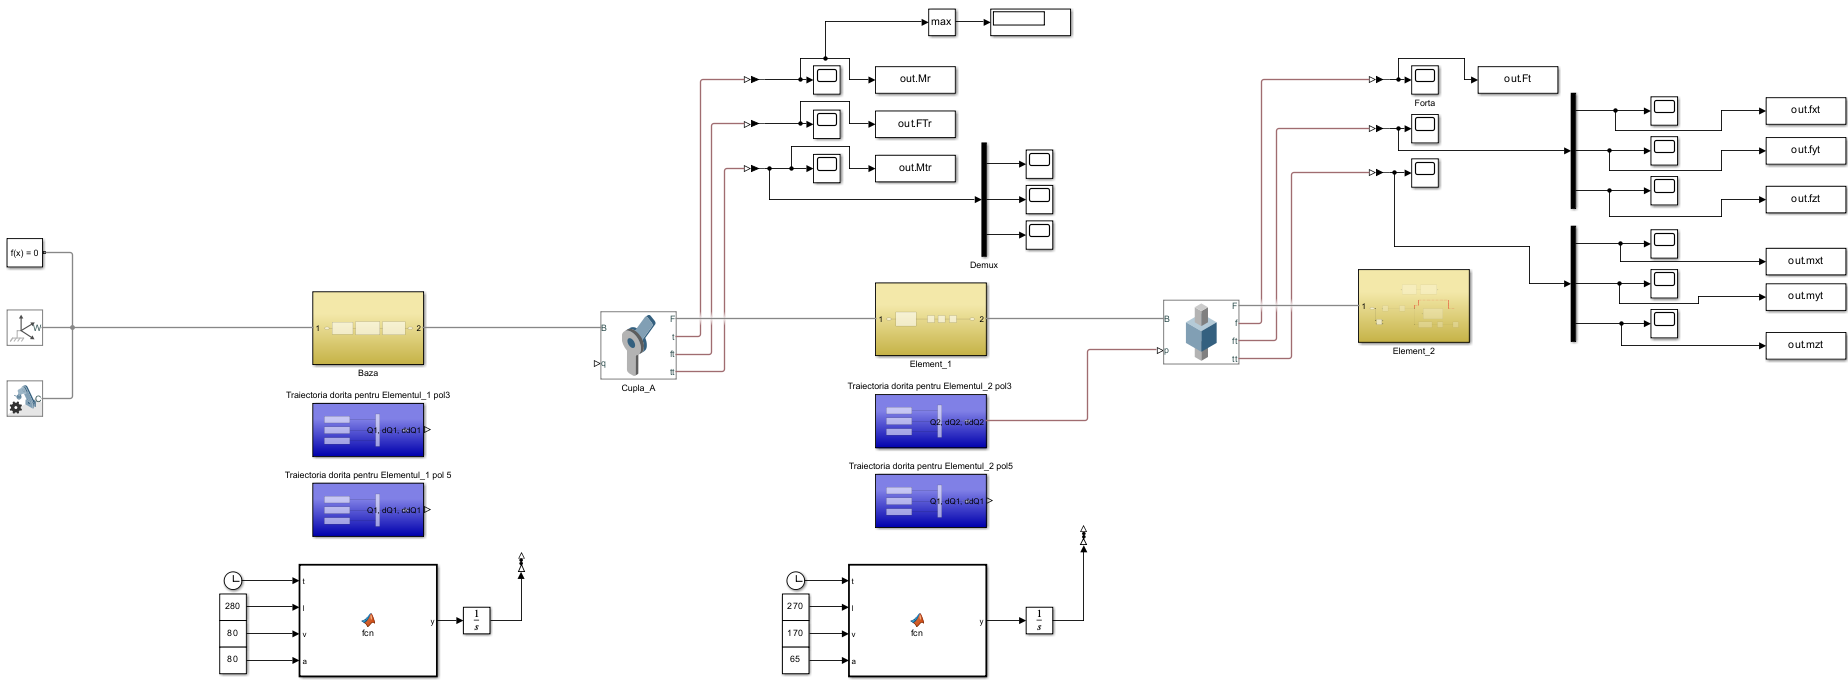 max
out.Mr
out.FTr
out.Mtr
Demux
out.Ft
Forta
out.fxt
out.fyt
out.fzt
out.mxt
out.myt
out.mzt
f(x) = 0
W
C
1
2
Baza
B
q
F
t
ft
tt
Cupla_A
1
2
Element_1
B
p
F
f
ft
tt
1
Element_2
Traiectoria dorita pentru Elementul_1 pol3
Q1, dQ1, ddQ1
Traiectoria dorita pentru Elementul_1 pol 5
Q1, dQ1, ddQ1
Traiectoria dorita pentru Elementul_2 pol3
Q2, dQ2, ddQ2
Traiectoria dorita pentru Elementul_2 pol5
Q1, dQ1, ddQ1
280
80
80
t
l
v
a
fcn
y
1
s
270
170
65
t
l
v
a
fcn
y
1
s